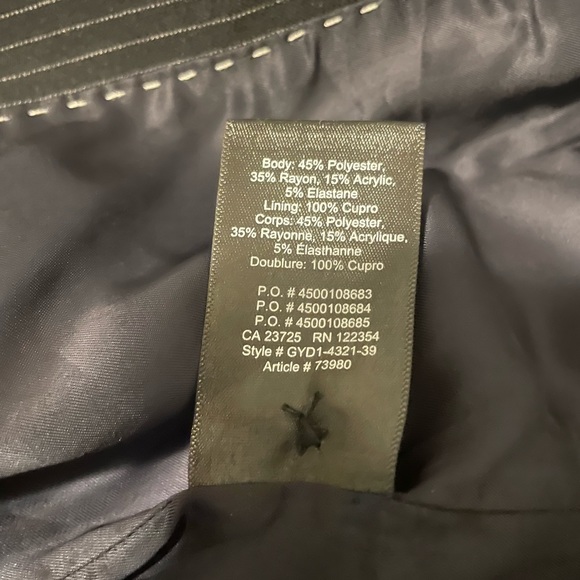 Body: 45% Polyester,
35% Rayon, 15% Acrylic,
5% Elastane
Lining: 100% Cupro
Corps: 45% Polyester,
35% Rayonne, 15% Acrylique,
5% Élasthanne
Doublure: 100% Cupro
P.O. # 4500108683
P.O. # 4500108684
P.O. # 4500108685
CA 23725 RN 122354
Style # GYD1-4321-39
Article # 73980